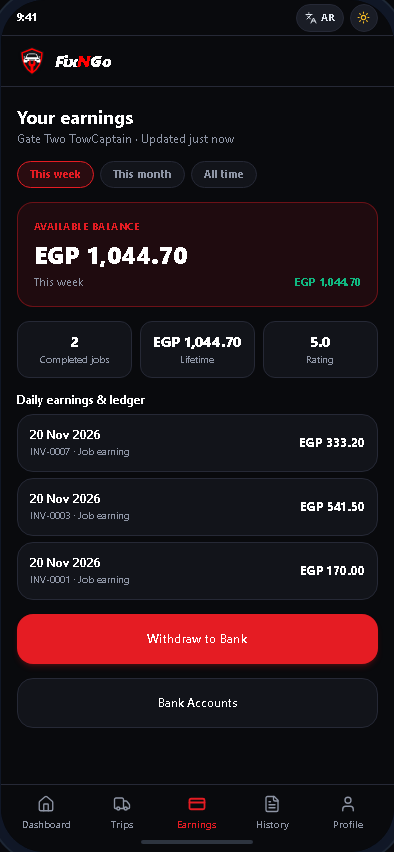 9:41
AR
FixNGo
Your earnings
Gate Two TowCaptain · Updated just now
This week
This month
All time
AVAILABLE BALANCE
EGP 1,044.70
This week
EGP 1,044.70
2
Completed jobs
EGP 1,044.70
Lifetime
5.0
Rating
Daily earnings & ledger
20 Nov 2026
INV-0007 · Job earning
EGP 333.20
20 Nov 2026
INV-0003 · Job earning
EGP 541.50
20 Nov 2026
INV-0001 · Job earning
EGP 170.00
Withdraw to Bank
Bank Accounts
Dashboard
Trips
Earnings
History
Profile